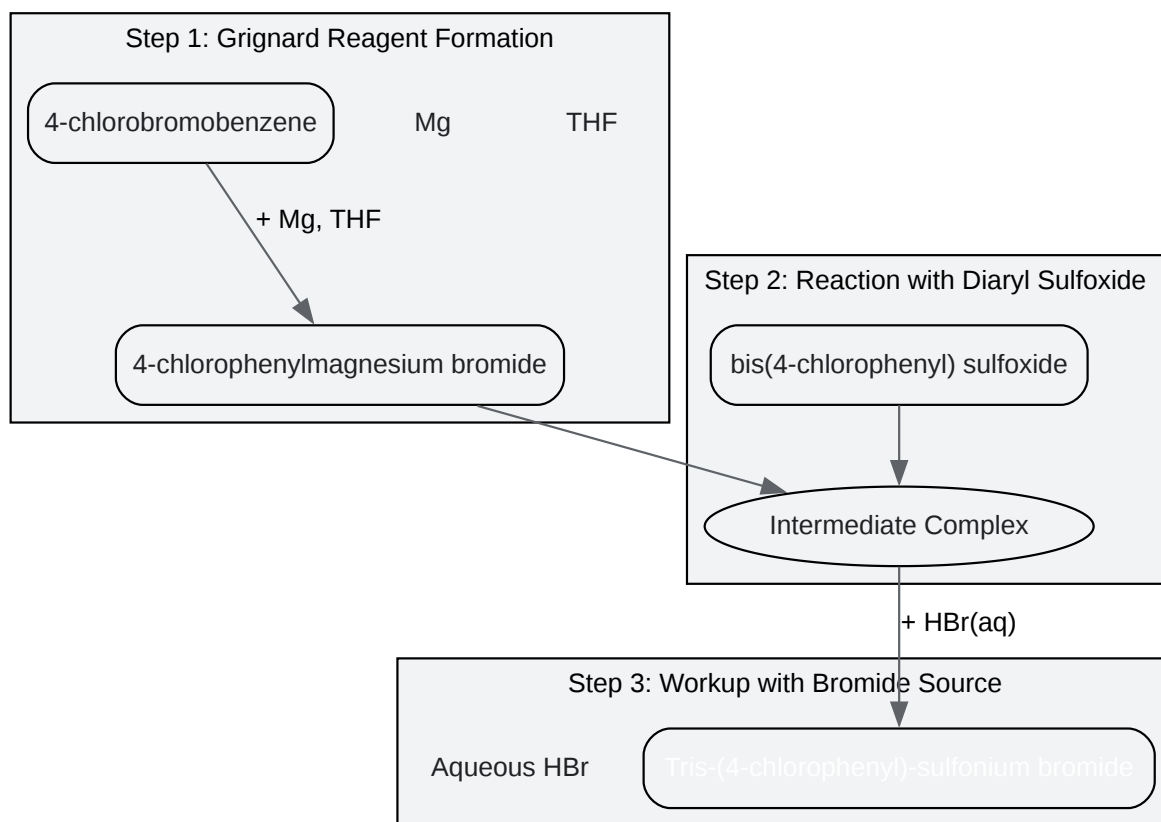 Step 1: Grignard Reagent Formation
4-chlorobromobenzene
Mg
THF
+ Mg, THF
4-chlorophenylmagnesium bromide
Step 2: Reaction with Diaryl Sulfoxide
bis(4-chlorophenyl) sulfoxide
Intermediate Complex
+ HBr(aq)
Step 3: Workup with Bromide Source
Aqueous HBr
Tris-(4-chlorophenyl)-sulfonium bromide